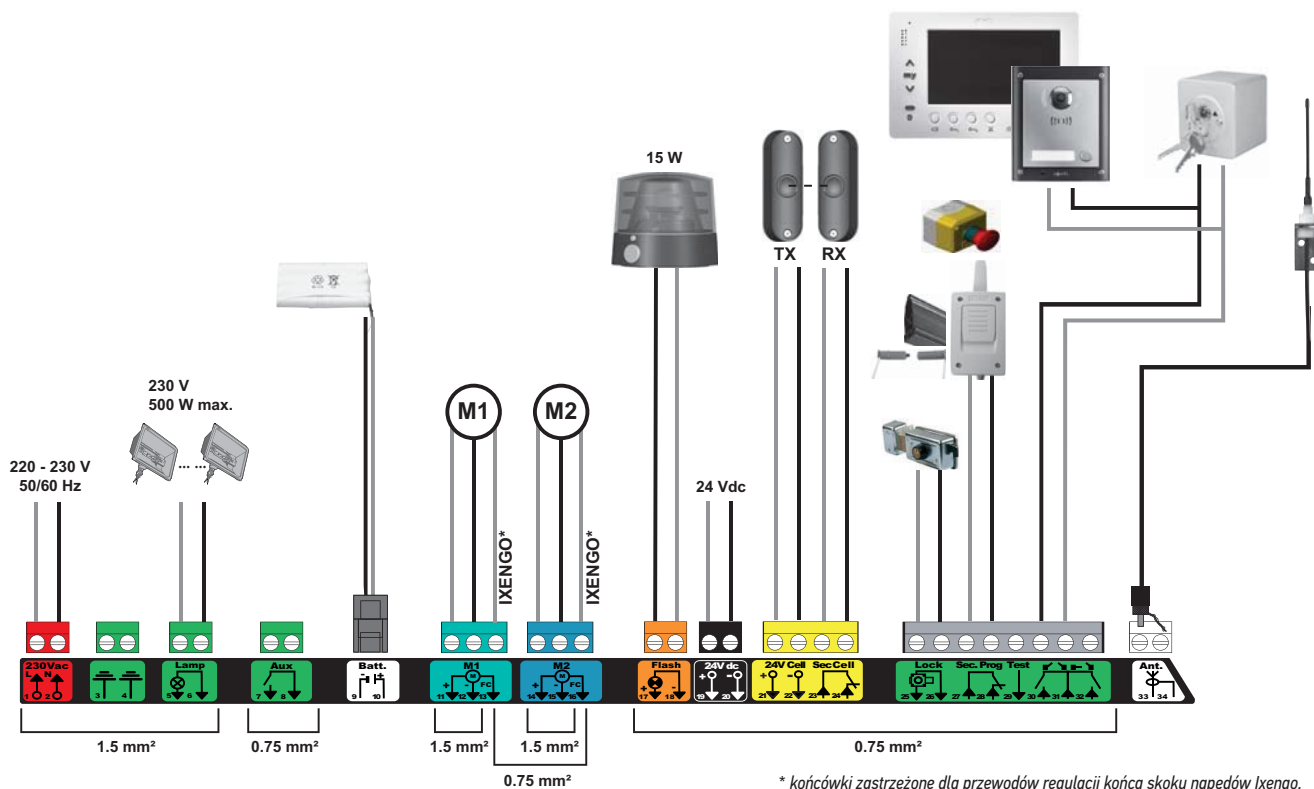 15 W
TX RX
230 V
500 W max.
M1 M2
220 - 230 V
50/60 Hz
24 Vdc
IXENGO*
IXENGO*
my
230Vac
L N
1 2
3 4
Lamp
5 6
Aux
7 8
Batt.
9 10
M1
+ M - FC
11 12 13
M2
+ M - FC
14 15 16
Flash
+ -
17 18
24V dc
+ -
19 20
24V Cell Sec Cell
+ -
21 22 23 24
Lock Sec. Prog Test
25 26 27 28 29 30 31 32
Ant.
33 34
1.5 mm²
0.75 mm²
1.5 mm²
1.5 mm²
0.75 mm²
0.75 mm²
* końcówki zastrzeżone dla przewodów regulacji końca skoku napędów Ixengo.